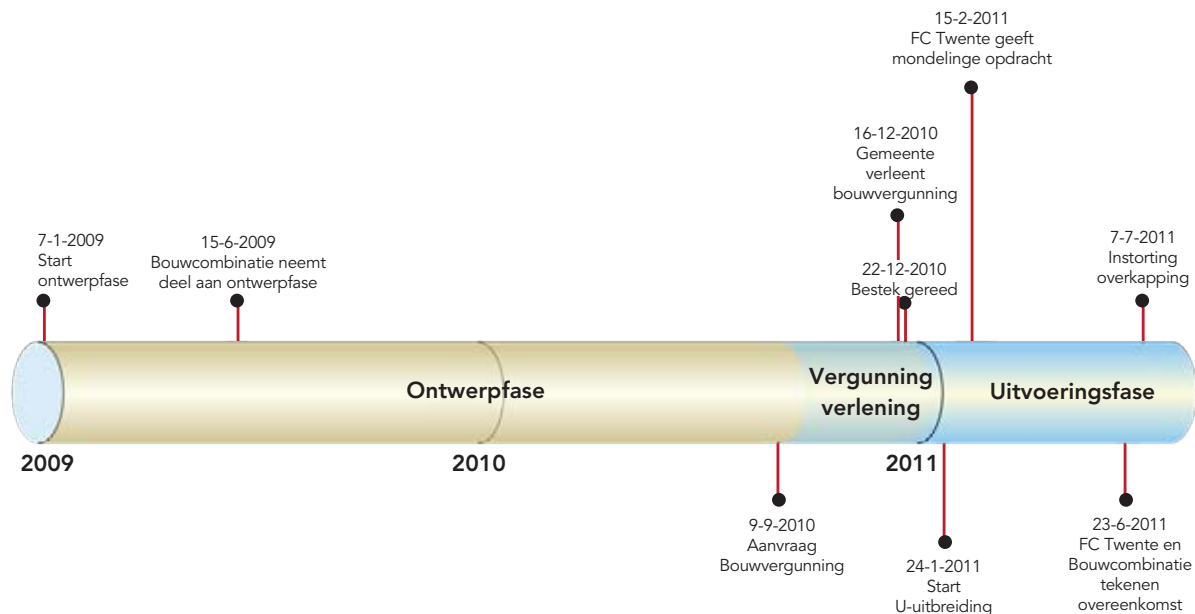 15-2-2011
FC Twente geeft
mondelinge opdracht
16-12-2010
Gemeente
verleent
bouwvergunning
7-1-2009
Start
ontwerpfase
15-6-2009
Bouwcombinatie neemt
deel aan ontwerpfase
22-12-2010
Bestek gereed
7-7-2011
Instorting
overkapping
Ontwerpfase
Vergunning
verlening
Uitvoeringsfase
2009
2010
2011
9-9-2010
Aanvraag
Bouwvergunning
24-1-2011
Start
U-uitbreiding
23-6-2011
FC Twente en
Bouwcombinatie
tekenen
overeenkomst